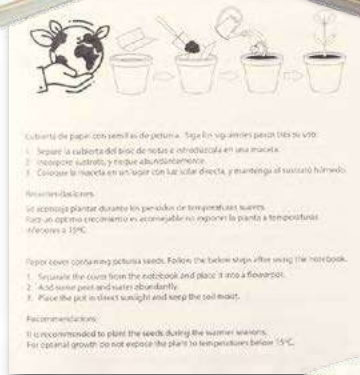 Cubierta de papel con semillas de petunia. Siga los siguientes pasos tras su uso.
1. Separe la cubierta del bloc de notas e introdúzcala en una maceta.
2. Incorpore sustrato, y riegue abundantemente.
3. Coloque la maceta en un lugar con luz solar directa, y mantenga el sustrato húmedo.
Recomendaciones:
Se aconseja plantar durante los periodos de temperaturas suaves.
Para un óptimo crecimiento es aconsejable no exponer la planta a temperaturas
inferiores a 15ºC.
Paper cover containing petunia seeds. Follow the below steps after using the notebook.
1. Separate the cover from the notebook and place it into a flowerpot.
2. Add some peat and water abundantly.
3. Place the pot in direct sunlight and keep the soil moist.
Recommendations:
It is recommended to plant the seeds during the warmer seasons.
For optimal growth do not expose the plant to temperatures below 15ºC.